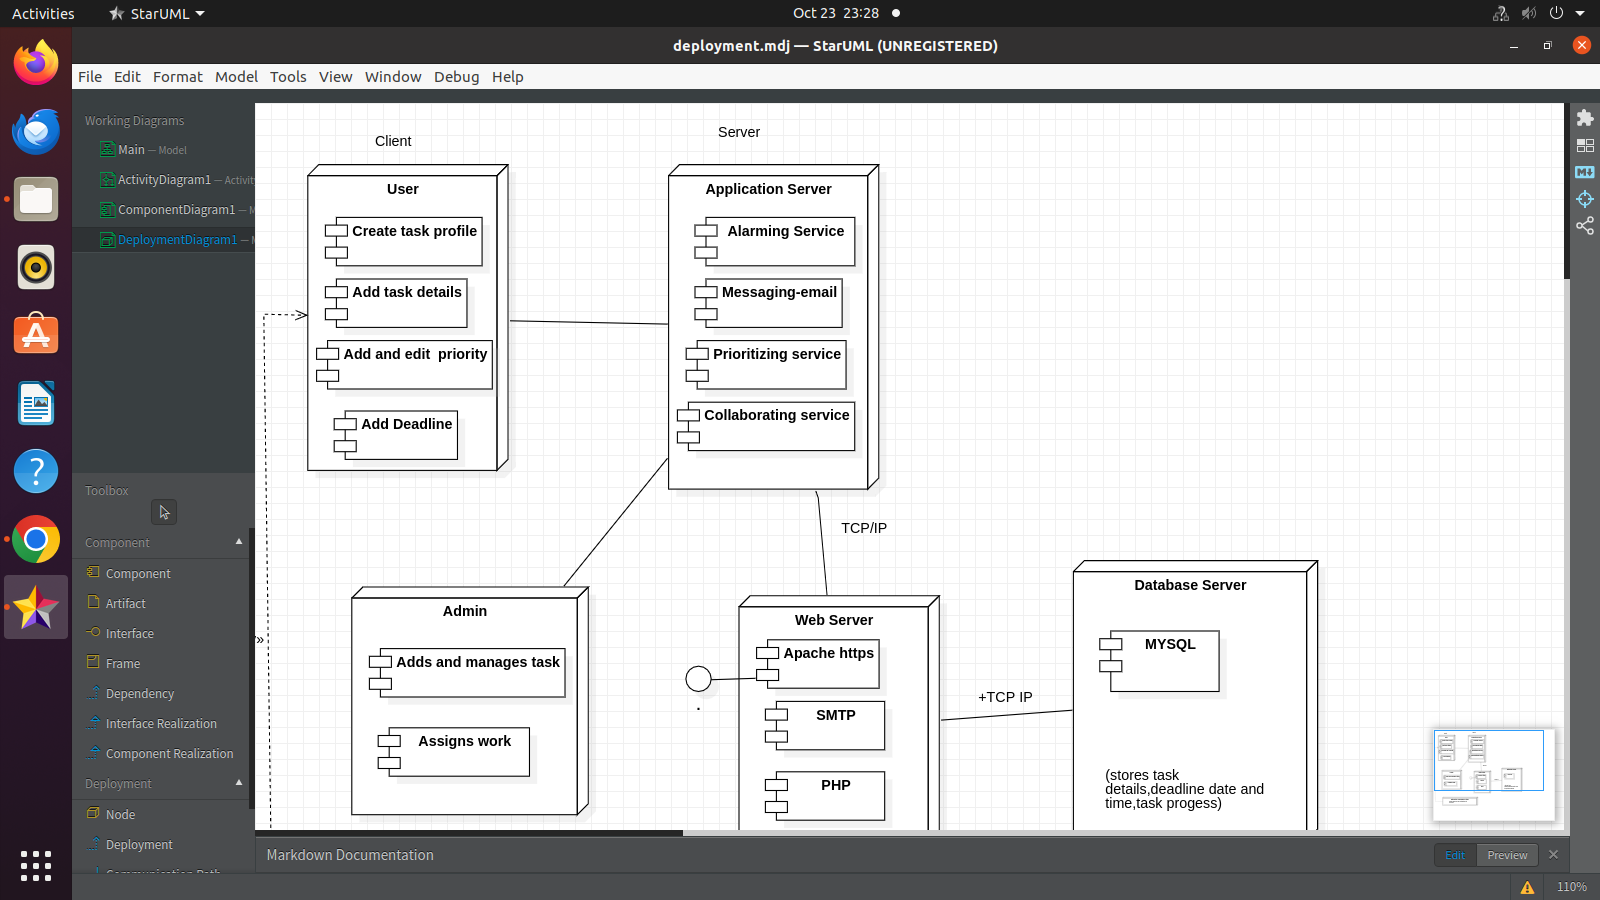 Activities
StarUML
Oct 23 23:28
deployment.mdj — StarUML (UNREGISTERED)
File Edit Format Model Tools View Window Debug Help
Working Diagrams
Main — Model
ActivityDiagram1 — Activit
ComponentDiagram1 — M
DeploymentDiagram1 — M
Toolbox
Component
Component
Artifact
Interface
Frame
Dependency
Interface Realization
Component Realization
Deployment
Node
Deployment
Communication Path
Client
Server
User
Create task profile
Add task details
Add and edit  priority
Add Deadline
Application Server
Alarming Service
Messaging-email
Prioritizing service
Collaborating service
TCP/IP
Admin
Adds and manages task
Assigns work
»
Web Server
Apache https
SMTP
PHP
.
+TCP IP
Database Server
MYSQL
(stores task
details,deadline date and
time,task progess)
Markdown Documentation
Edit Preview ×
110%